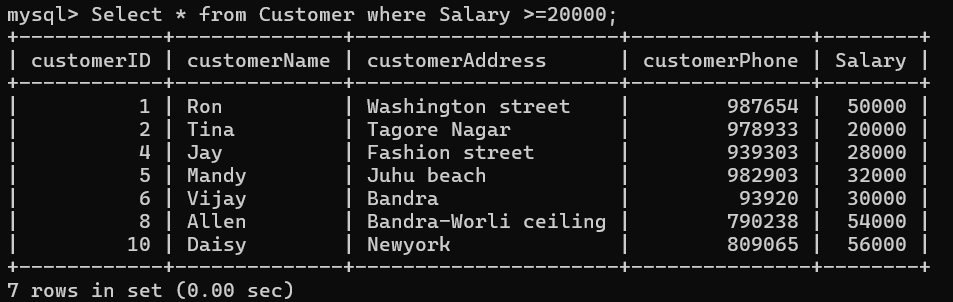 mysql> Select * from Customer where Salary >=20000;
+------------+--------------+----------------------+---------------+--------+
| customerID | customerName | customerAddress      | customerPhone | Salary |
+------------+--------------+----------------------+---------------+--------+
|          1 | Ron          | Washington street    |        987654 |  50000 |
|          2 | Tina         | Tagore Nagar         |        978933 |  20000 |
|          4 | Jay          | Fashion street       |        939303 |  28000 |
|          5 | Mandy        | Juhu beach           |        982903 |  32000 |
|          6 | Vijay        | Bandra               |         93920 |  30000 |
|          8 | Allen        | Bandra-Worli ceiling |        790238 |  54000 |
|         10 | Daisy        | Newyork              |        809065 |  56000 |
+------------+--------------+----------------------+---------------+--------+
7 rows in set (0.00 sec)